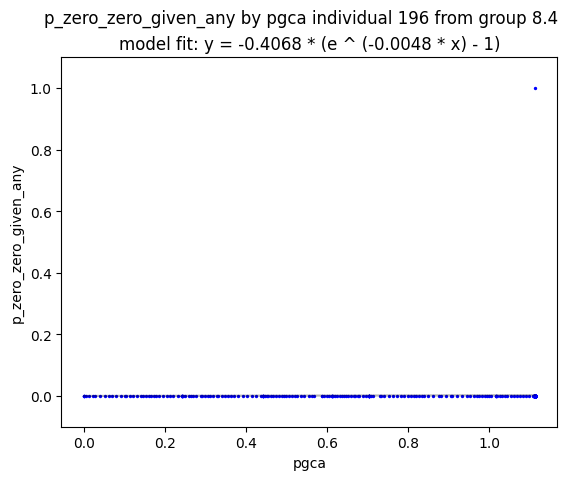 p_zero_zero_given_any by pgca individual 196 from group 8.4
model fit: y = -0.4068 * (e ^ (-0.0048 * x) - 1)
1.0
0.8
0.6
0.4
0.2
0.0
p_zero_zero_given_any
0.0 0.2 0.4 0.6 0.8 1.0
pgca